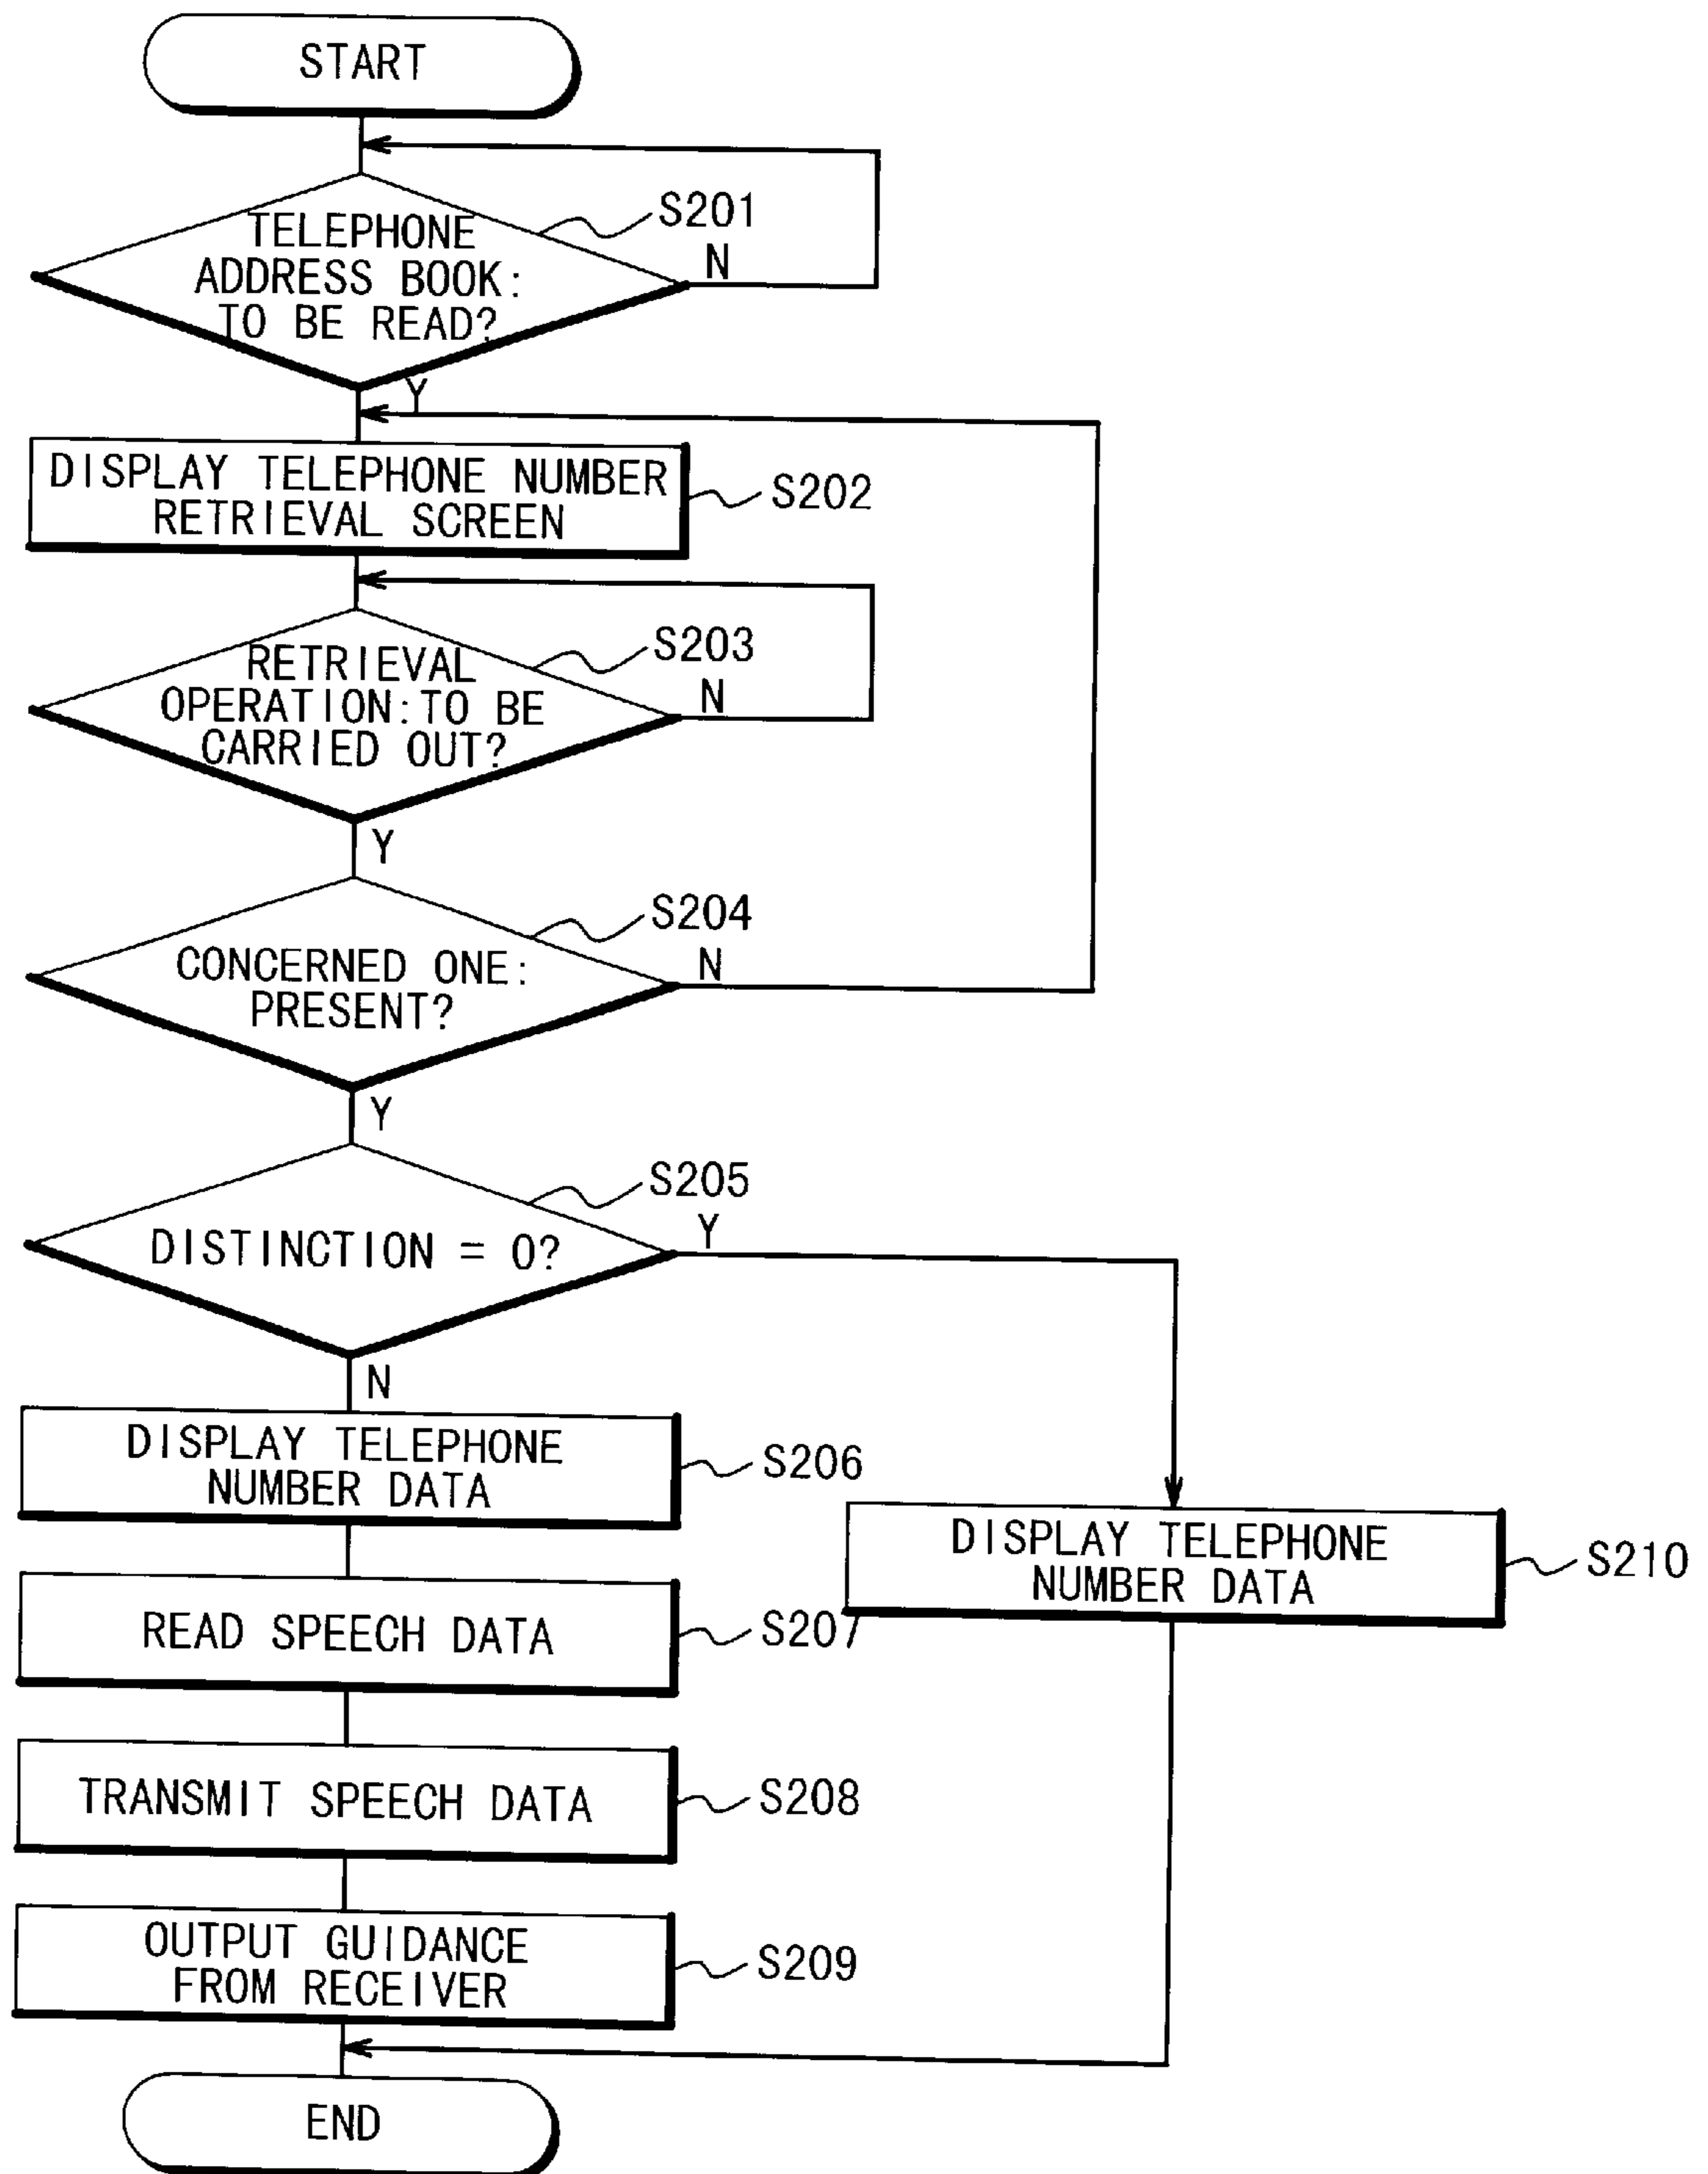 START
S201
TELEPHONE
ADDRESS BOOK:
TO BE READ?
N
Y
DISPLAY TELEPHONE NUMBER
RETRIEVAL SCREEN
S202
S203
RETRIEVAL
OPERATION:TO BE
CARRIED OUT?
N
Y
S204
CONCERNED ONE:
PRESENT?
N
Y
S205
DISTINCTION = 0?
Y
N
DISPLAY TELEPHONE
NUMBER DATA
S206
DISPLAY TELEPHONE
NUMBER DATA
S210
READ SPEECH DATA
S207
TRANSMIT SPEECH DATA
S208
OUTPUT GUIDANCE
FROM RECEIVER
S209
END